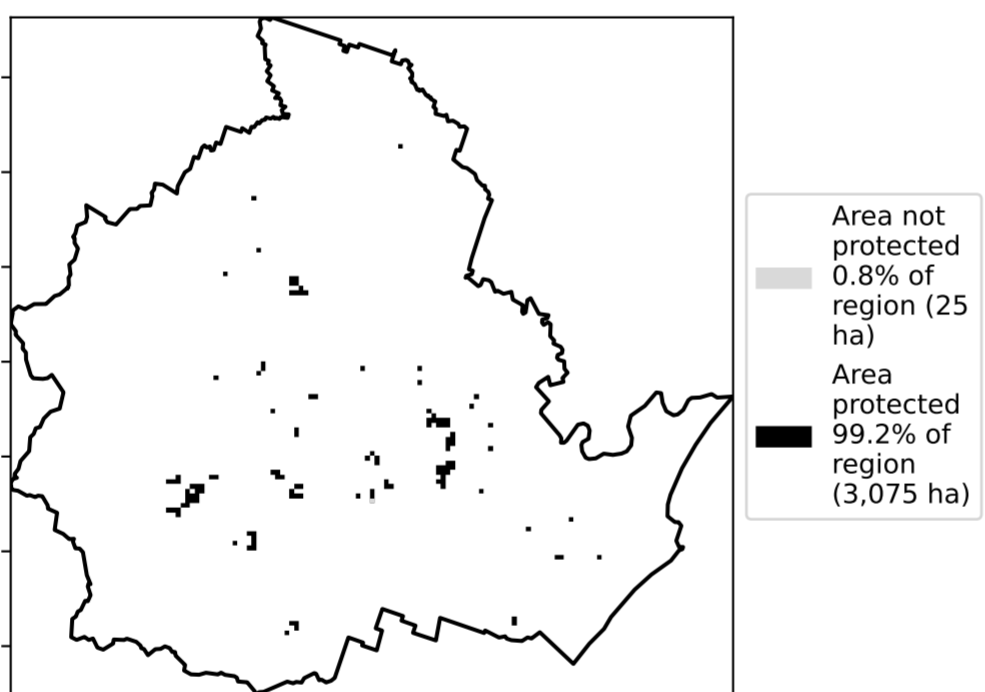 Area not
protected
0.8% of
region (25
ha)
Area
protected
99.2% of
region
(3,075 ha)